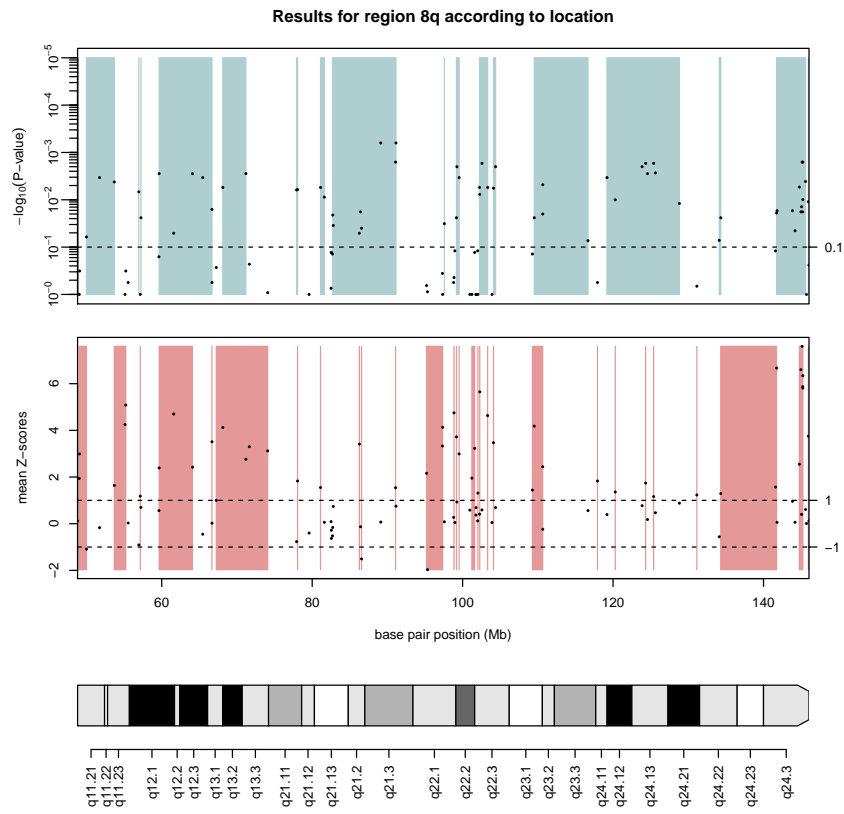 Results for region 8q according to location
−log10(P−value)
10^-5
10^-4
10^-3
10^-2
10^-1
10^-0
0.1
mean Z−scores
6
4
2
0
−2
1
−1
60 80 100 120 140
base pair position (Mb)
q11.21 q11.22 q11.23 q12.1 q12.2 q12.3 q13.1 q13.2 q13.3 q21.11 q21.12 q21.13 q21.2 q21.3 q22.1 q22.2 q22.3 q23.1 q23.2 q23.3 q24.11 q24.12 q24.13 q24.21 q24.22 q24.23 q24.3